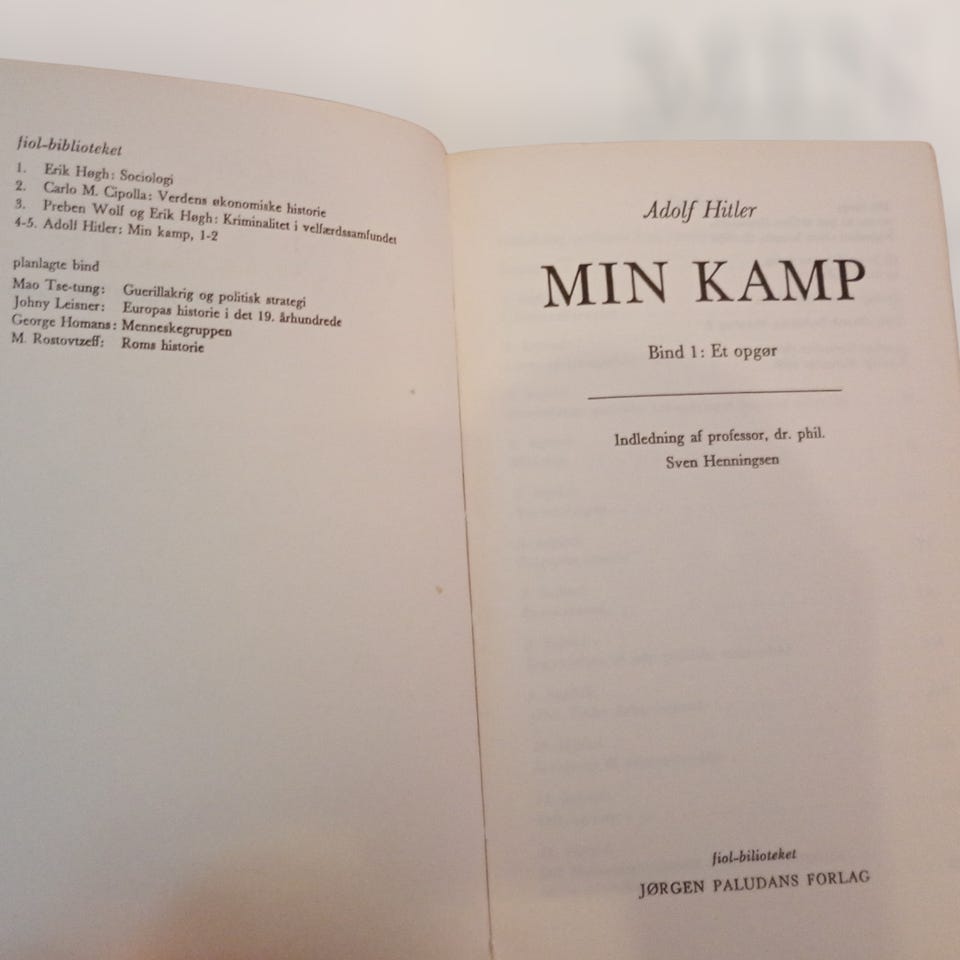 fiol-biblioteket
1. Erik Høgh: Sociologi
2. Carlo M. Cipolla: Verdens økonomiske historie
3. Preben Wolf og Erik Høgh: Kriminalitet i velfærdssamfundet
4-5. Adolf Hitler: Min kamp, 1-2
planlagte bind
Mao Tse-tung: Guerillakrig og politisk strategi
Johny Leisner: Europas historie i det 19. århundrede
George Homans: Menneskegruppen
M. Rostovtzeff: Roms historie
Adolf Hitler
MIN KAMP
Bind 1: Et opgør
Indledning af professor, dr. phil.
Sven Henningsen
fiol-bilioteket
JØRGEN PALUDANS FORLAG